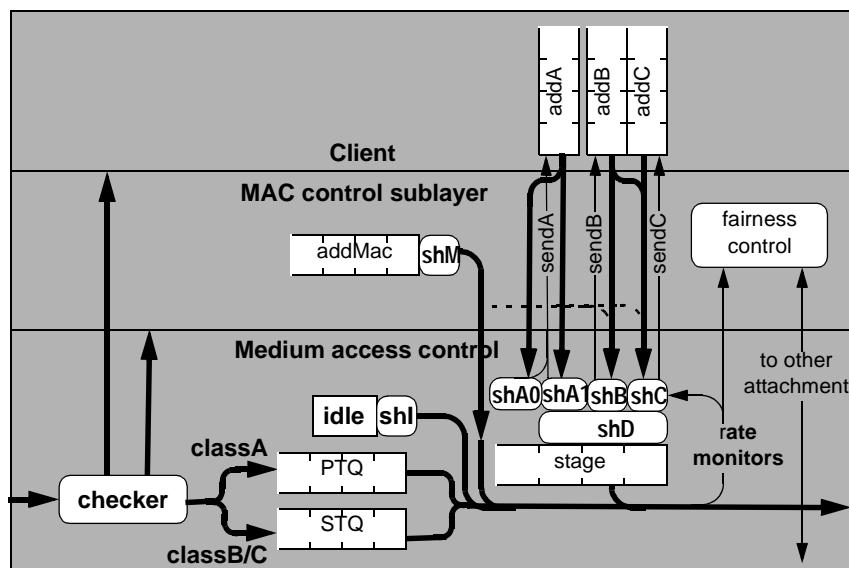 addA
addB
addC
Client
MAC control sublayer
sendA
sendB
sendC
fairness
control
addMac
shM
Medium access control
to other
attachment
shA0
shA1
shB
shC
idle
shI
shD
rate
monitors
classA
PTQ
stage
checker
STQ
classB/C